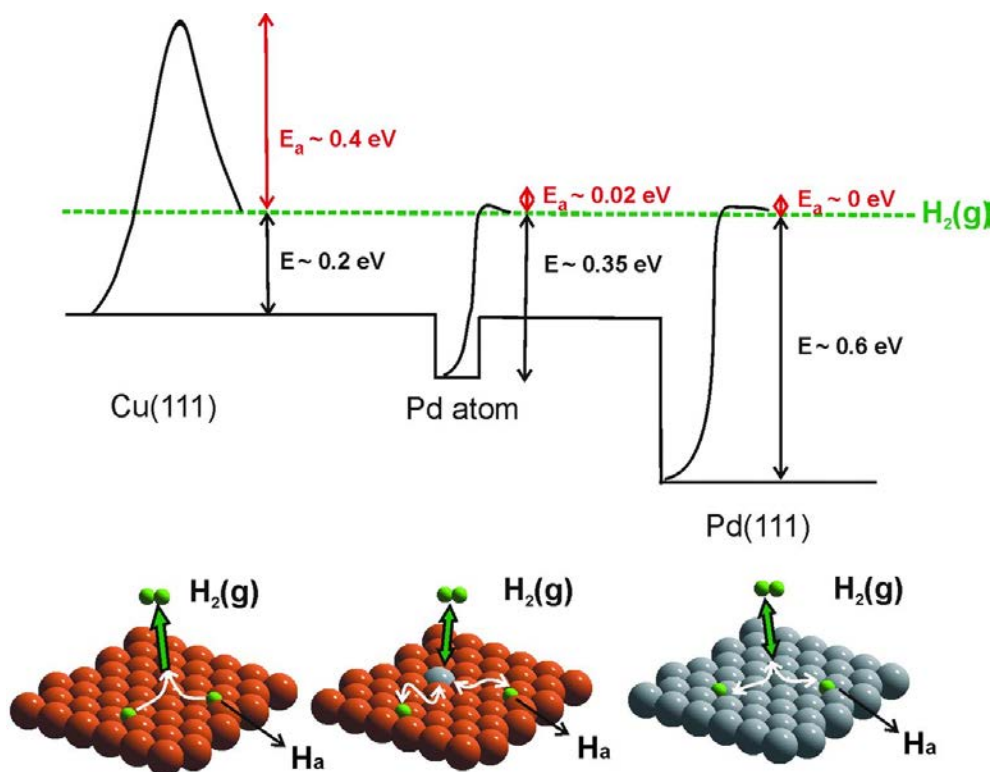 Eₐ ~ 0.4 eV
Eₐ ~ 0.02 eV
Eₐ ~ 0 eV
H₂(g)
E ~ 0.2 eV
E ~ 0.35 eV
E ~ 0.6 eV
Cu(111)
Pd atom
Pd(111)
H₂(g)
H₂(g)
H₂(g)
Hₐ
Hₐ
Hₐ